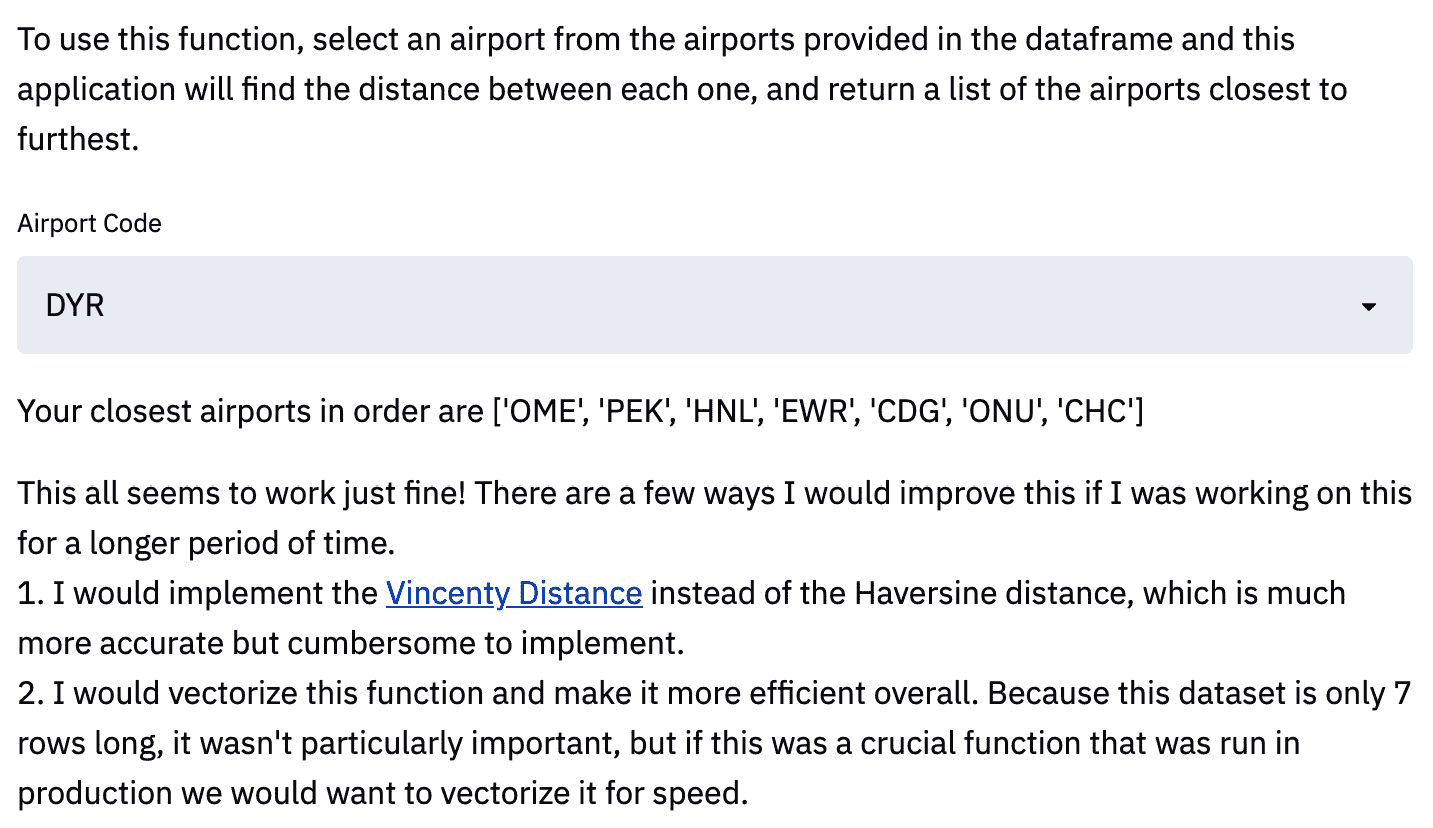 To use this function, select an airport from the airports provided in the dataframe and this
application will find the distance between each one, and return a list of the airports closest to
furthest.
Airport Code
DYR
Your closest airports in order are ['OME', 'PEK', 'HNL', 'EWR', 'CDG', 'ONU', 'CHC']
This all seems to work just fine! There are a few ways I would improve this if I was working on this
for a longer period of time.
1. I would implement the Vincenty Distance instead of the Haversine distance, which is much
more accurate but cumbersome to implement.
2. I would vectorize this function and make it more efficient overall. Because this dataset is only 7
rows long, it wasn't particularly important, but if this was a crucial function that was run in
production we would want to vectorize it for speed.